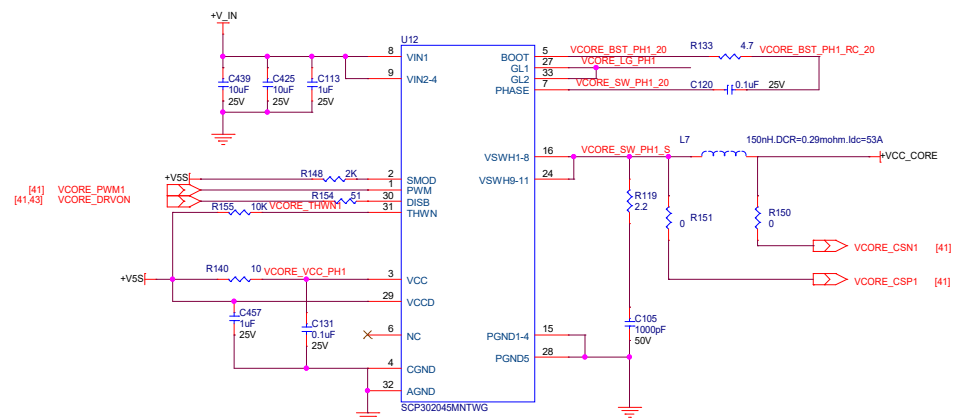 +V_IN
U12
8 VIN1
9 VIN2-4
C439
10uF
25V
C425
10uF
25V
C113
1uF
25V
BOOT 5 VCORE_BST_PH1_20 R133 4.7 VCORE_BST_PH1_RC_20
GL1 27 VCORE_LG_PH1
GL2 33
PHASE 7 VCORE_SW_PH1_20 C120 0.1uF 25V
L7 150nH.DCR=0.29mohm.Idc=53A
VSWH1-8 16 VCORE_SW_PH1_S
+VCC_CORE
VSWH9-11 24
+V5S R148 2K 2 SMOD
[41] VCORE_PWM1 1 PWM
[41,43] VCORE_DRVON R154 51 30 DISB
R155 10K VCORE_THWN1 31 THWN
R119
2.2
0 R151
R150
0
VCORE_CSN1 [41]
VCORE_CSP1 [41]
+V5S R140 10 VCORE_VCC_PH1 3 VCC
29 VCCD
C457
1uF
25V
C131
0.1uF
25V
6 NC
C105
1000pF
50V
PGND1-4 15
PGND5 28
4 CGND
32 AGND
SCP302045MNTWG